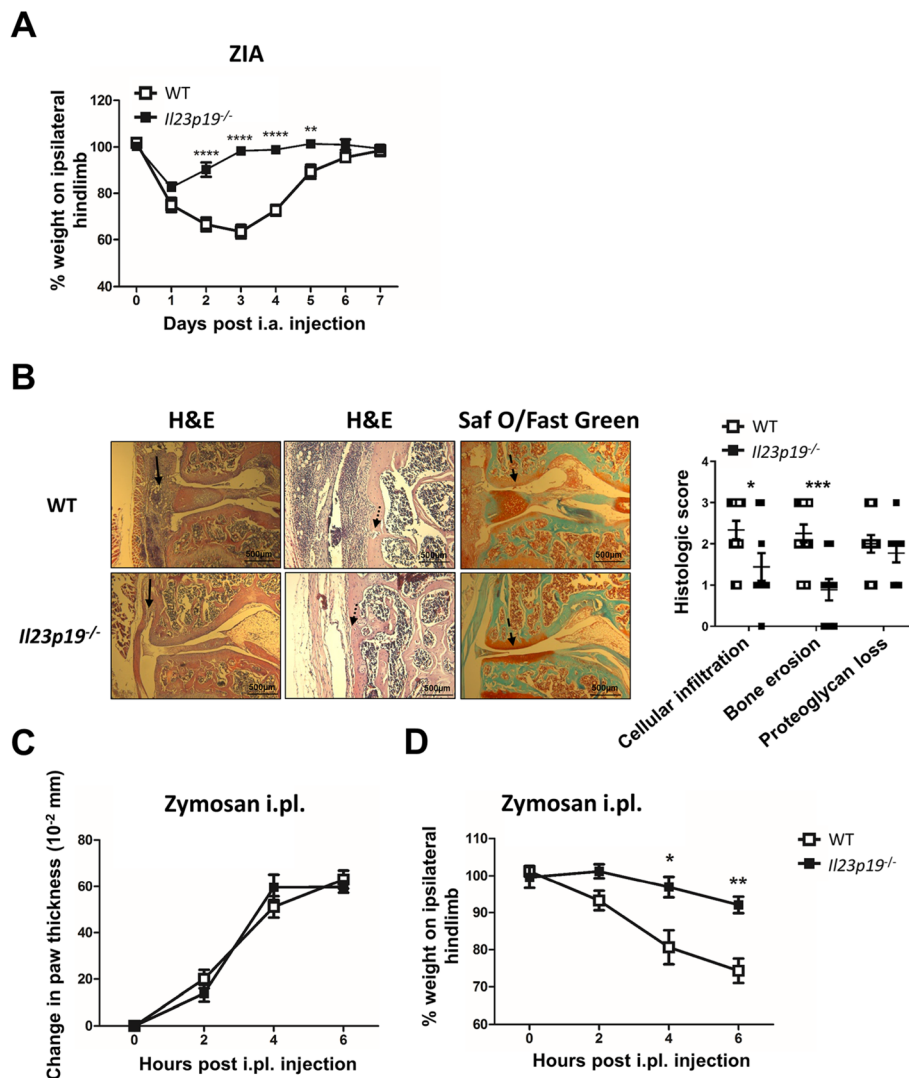 A
ZIA
WT
Il23p19-/-
% weight on ipsilateral
hindlimb
120
100
80
60
40
**** **** **** **
0 1 2 3 4 5 6 7
Days post i.a. injection
B
H&E H&E Saf O/Fast Green
WT
Il23p19-/-
500µm 500µm 500µm
500µm 500µm 500µm
WT
Il23p19-/-
Histologic score
4
3
2
1
0
* ***
Cellular infiltration
Bone erosion
Proteoglycan loss
C
Zymosan i.pl.
Change in paw thickness (10-2 mm)
80
60
40
20
0
0 2 4 6
Hours post i.pl. injection
D
Zymosan i.pl.
WT
Il23p19-/-
% weight on ipsilateral
hindlimb
110
100
90
80
70
60
* **
0 2 4 6
Hours post i.pl. injection